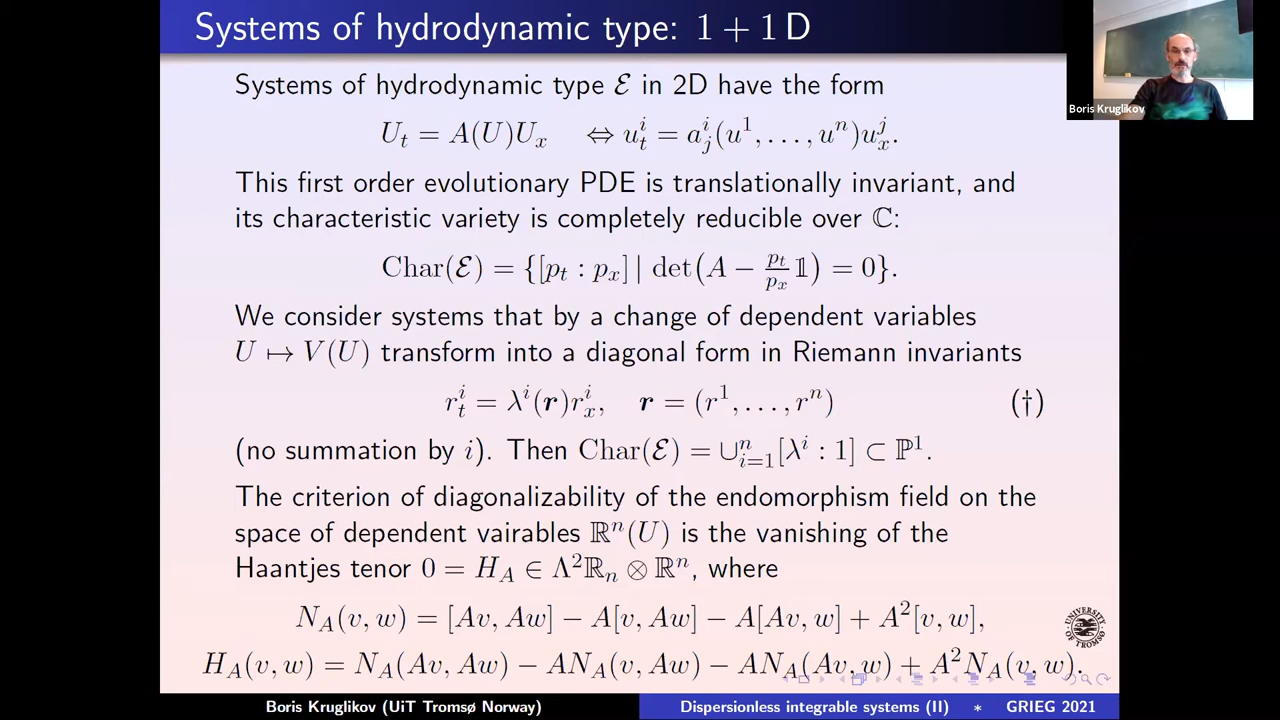 Systems of hydrodynamic type: 1 + 1 D
Boris Kruglikov
Systems of hydrodynamic type ℰ in 2D have the form
U_t = A(U)U_x ⇔ u^i_t = a^i_j(u^1, . . . , u^n)u^j_x.
This first order evolutionary PDE is translationally invariant, and
its characteristic variety is completely reducible over ℂ:
Char(ℰ) = {[p_t : p_x] | det(A − p_t/p_x 𝟙) = 0}.
We consider systems that by a change of dependent variables
U ↦ V(U) transform into a diagonal form in Riemann invariants
r^i_t = λ^i(r)r^i_x, r = (r^1, . . . , r^n) (†)
(no summation by i). Then Char(ℰ) = ∪^n_{i=1}[λ^i : 1] ⊂ ℙ^1.
The criterion of diagonalizability of the endomorphism field on the
space of dependent vairables ℝ^n(U) is the vanishing of the
Haantjes tenor 0 = H_A ∈ Λ^2ℝ_n ⊗ ℝ^n, where
N_A(v, w) = [Av, Aw] − A[v, Aw] − A[Av, w] + A^2[v, w],
H_A(v, w) = N_A(Av, Aw) − AN_A(v, Aw) − AN_A(Av, w) + A^2N_A(v, w).
UNIVERSITY OF TROMSØ
Boris Kruglikov (UiT Tromsø Norway)
Dispersionless integrable systems (II) * GRIEG 2021